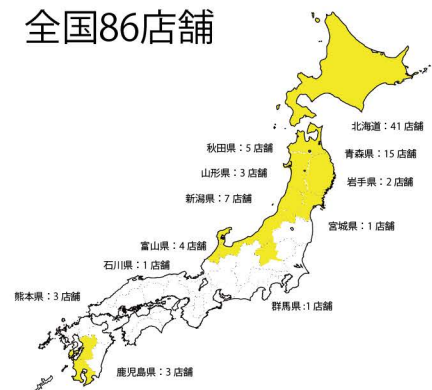 全国86店舗
北海道：41店舗
秋田県：5店舗
青森県：15店舗
山形県：3店舗
岩手県：2店舗
新潟県：7店舗
宮城県：1店舗
富山県：4店舗
石川県：1店舗
熊本県：3店舗
群馬県:1店舗
鹿児島県：3店舗